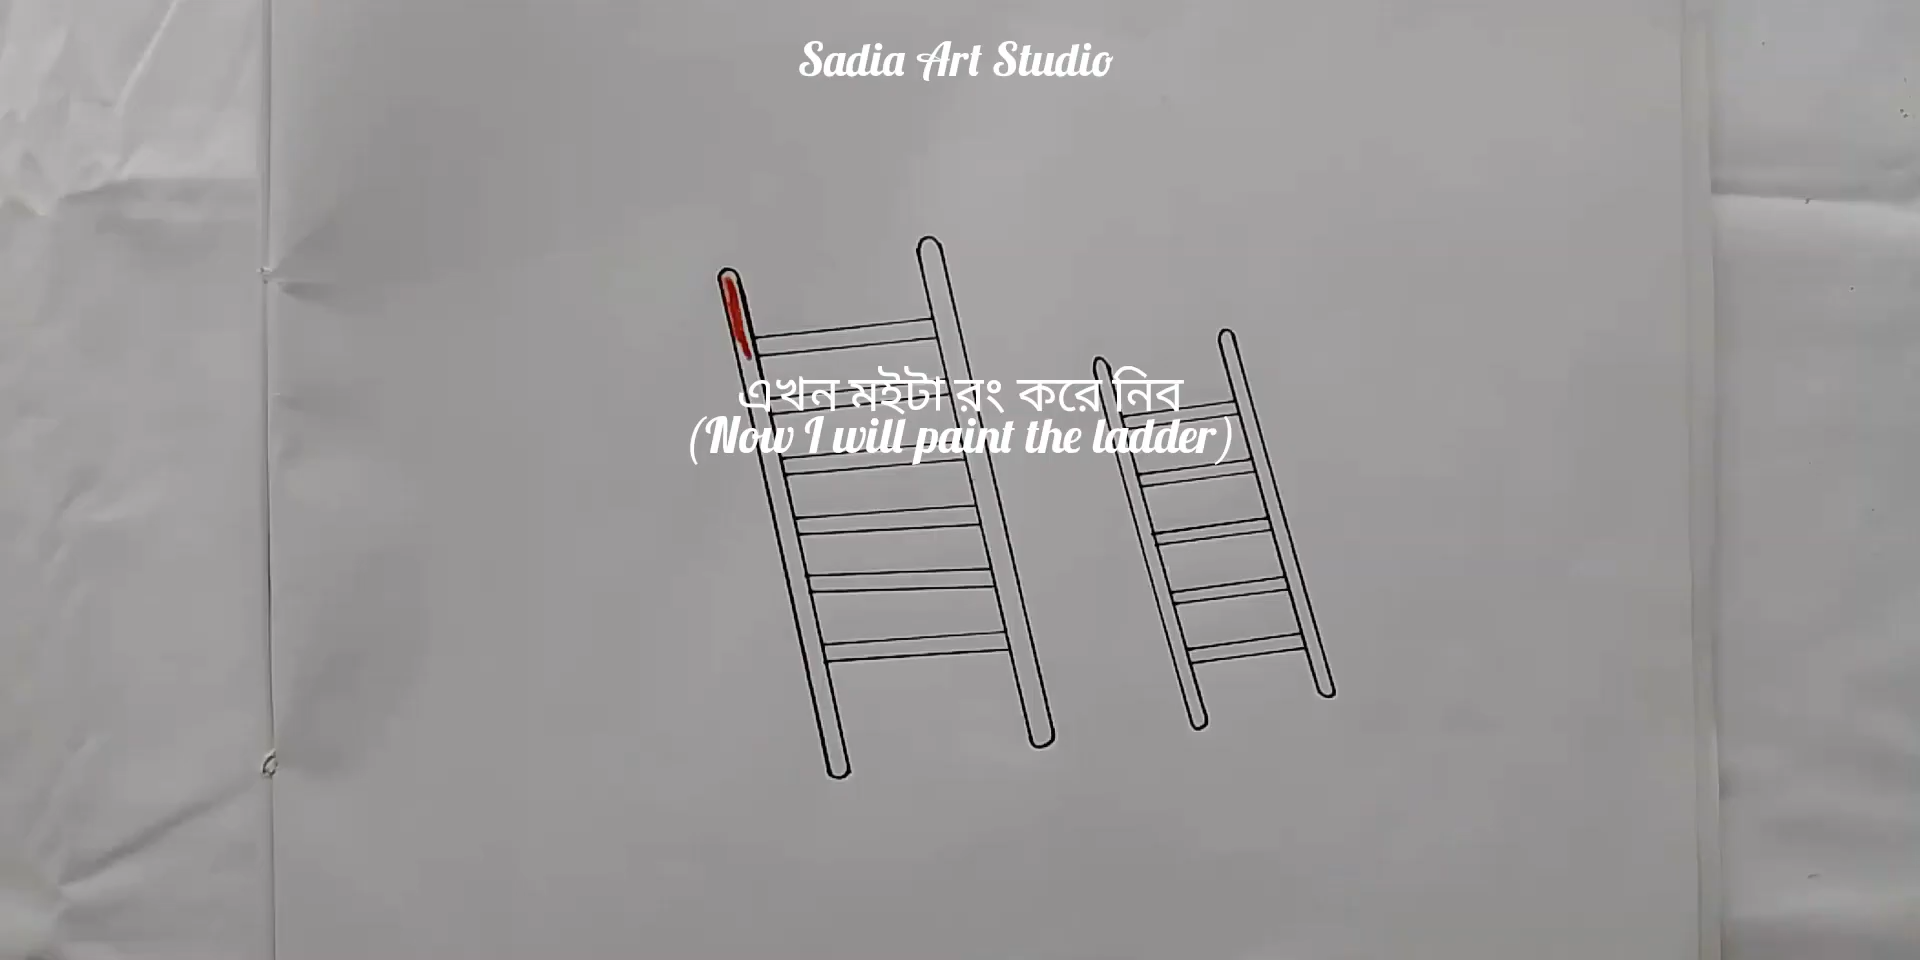 Sadia Art Studio
এখন মইটা রং করে নিব
(Now I will paint the ladder)